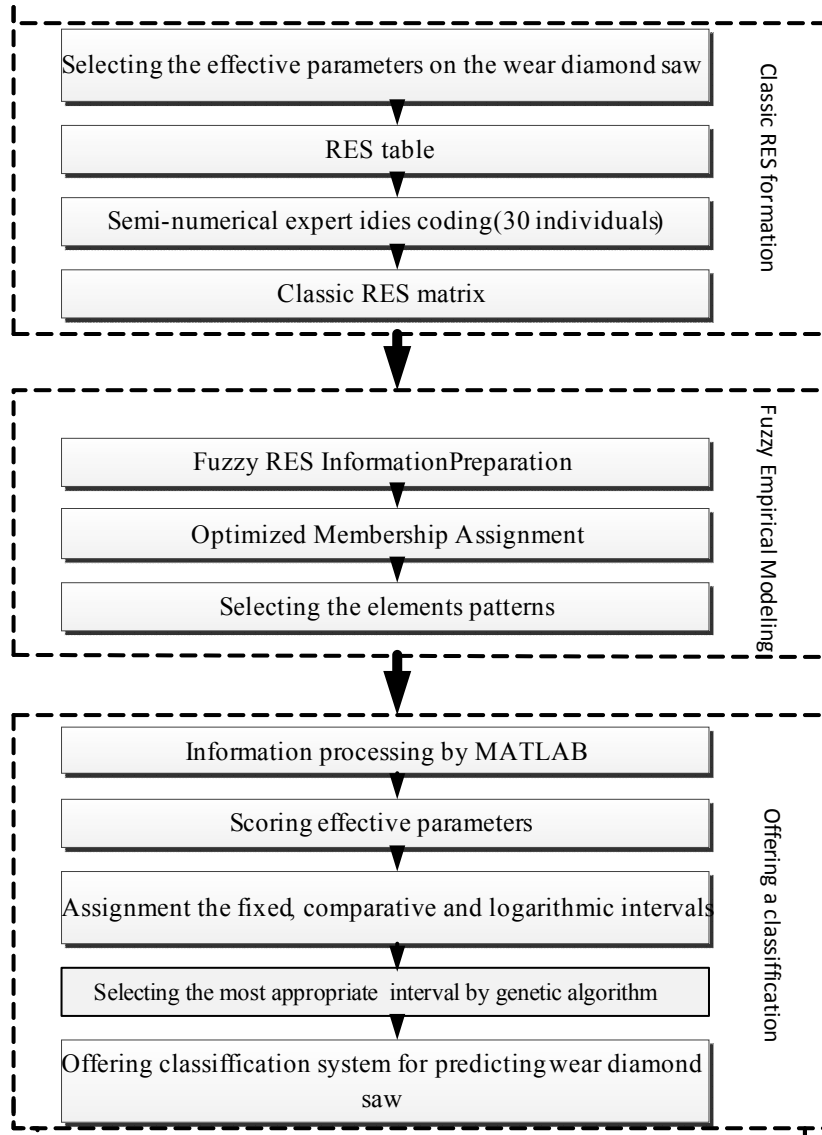 Selecting the effective parameters on the wear diamond saw
RES table
Semi-numerical expert idies coding(30 individuals)
Classic RES matrix
Classic RES formation
Fuzzy RES InformationPreparation
Optimized Membership Assignment
Selecting the elements patterns
Fuzzy Empirical Modeling
Information processing by MATLAB
Scoring effective parameters
Assignment the fixed, comparative and logarithmic intervals
Selecting the most appropriate interval by genetic algorithm
Offering classiffication system for predicting wear diamond
saw
Offering a classiffication